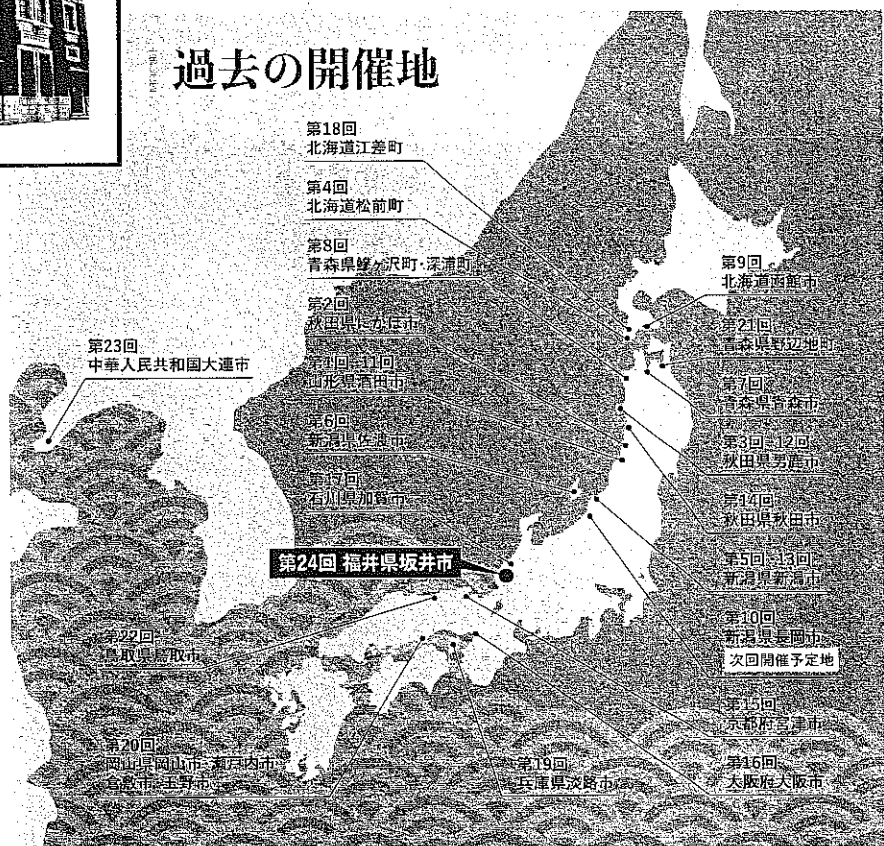 過去の開催地
第18回
北海道江差町
第4回
北海道松前町
第8回
青森県鰺ヶ沢町・深浦町
第2回
秋田県にかほ市
第1回・11回
山形県酒田市
第6回
新潟県佐渡市
第17回
石川県加賀市
第23回
中華人民共和国大連市
第24回 福井県坂井市
第22回
鳥取県鳥取市
第20回
岡山県岡山市・瀬戸内市
倉敷市・玉野市
第9回
北海道函館市
第21回
青森県野辺地町
第7回
青森県青森市
第3回・12回
秋田県男鹿市
第14回
秋田県秋田市
第5回・13回
新潟県新潟市
第10回
新潟県長岡市
次回開催予定地
第15回
京都府宮津市
第16回
大阪府大阪市
第19回
兵庫県淡路市